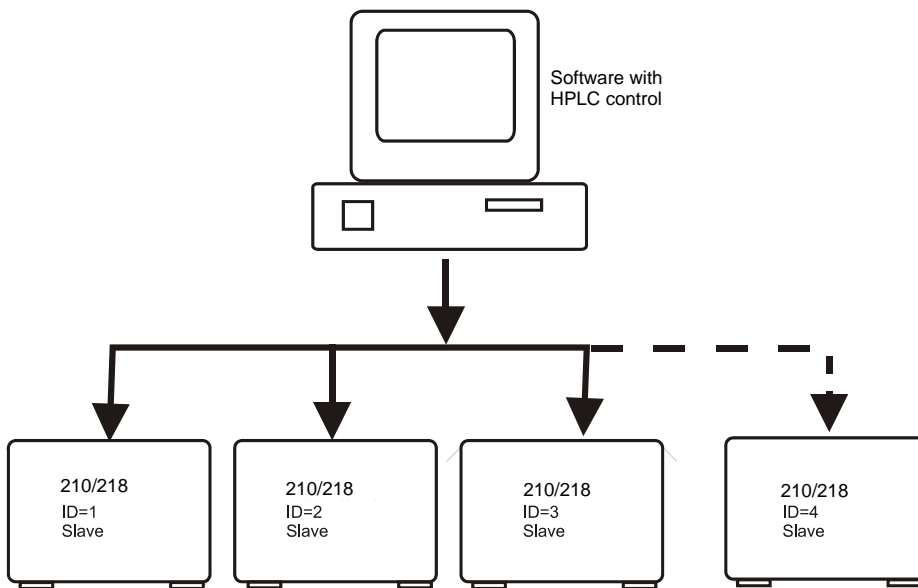 Software with
HPLC control
210/218
ID=1
Slave
210/218
ID=2
Slave
210/218
ID=3
Slave
210/218
ID=4
Slave